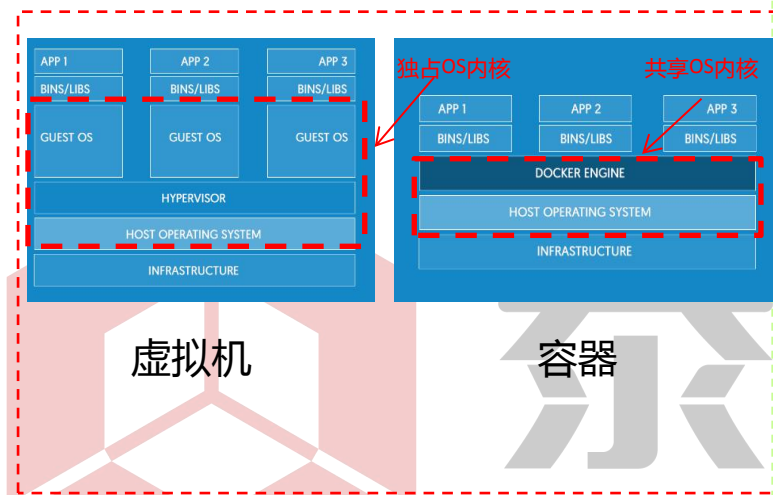 APP 1 APP 2 APP 3
BINS/LIBS BINS/LIBS BINS/LIBS
GUEST OS GUEST OS GUEST OS
HYPERVISOR
HOST OPERATING SYSTEM
INFRASTRUCTURE
独占OS内核 共享OS内核
APP 1 APP 2 APP 3
BINS/LIBS BINS/LIBS BINS/LIBS
DOCKER ENGINE
HOST OPERATING SYSTEM
INFRASTRUCTURE
虚拟机 容器